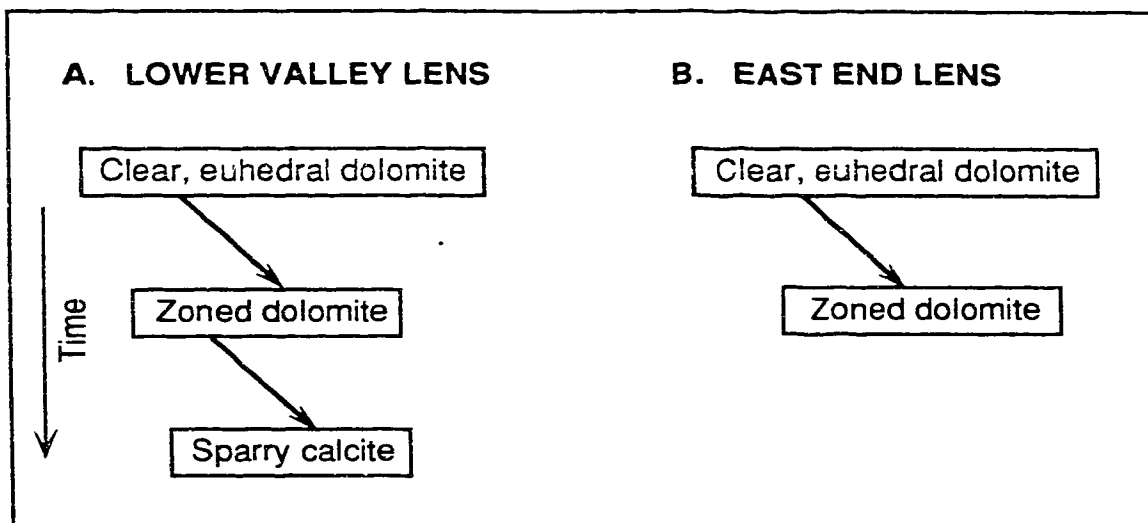 A. LOWER VALLEY LENS
Clear, euhedral dolomite
Zoned dolomite
Sparry calcite
Time
B. EAST END LENS
Clear, euhedral dolomite
Zoned dolomite